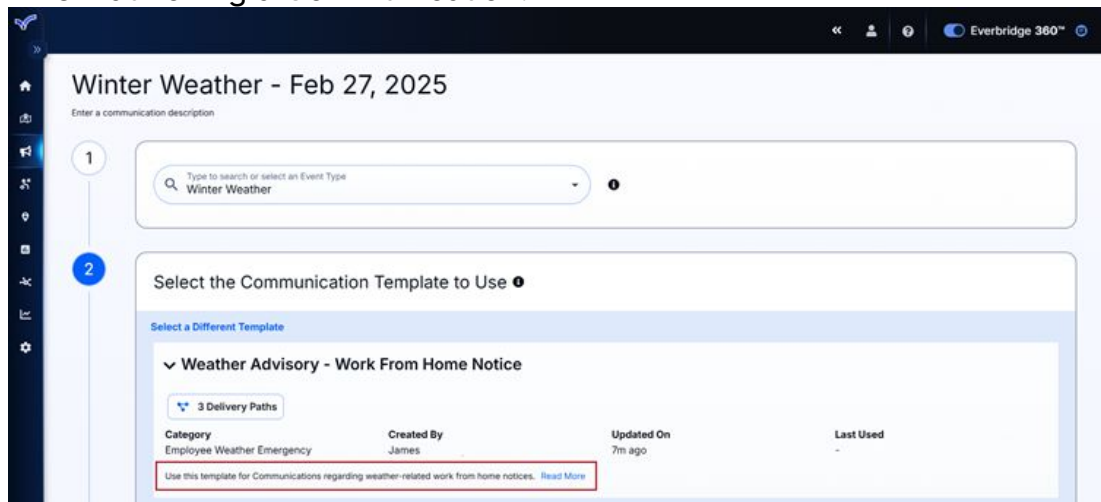 « Everbridge 360™
»
Winter Weather - Feb 27, 2025
Enter a communication description
1
Type to search or select an Event Type
Winter Weather
2
Select the Communication Template to Use
Select a Different Template
Weather Advisory - Work From Home Notice
3 Delivery Paths
Category Created By Updated On Last Used
Employee Weather Emergency James 7m ago -
Use this template for Communications regarding weather-related work from home notices. Read More